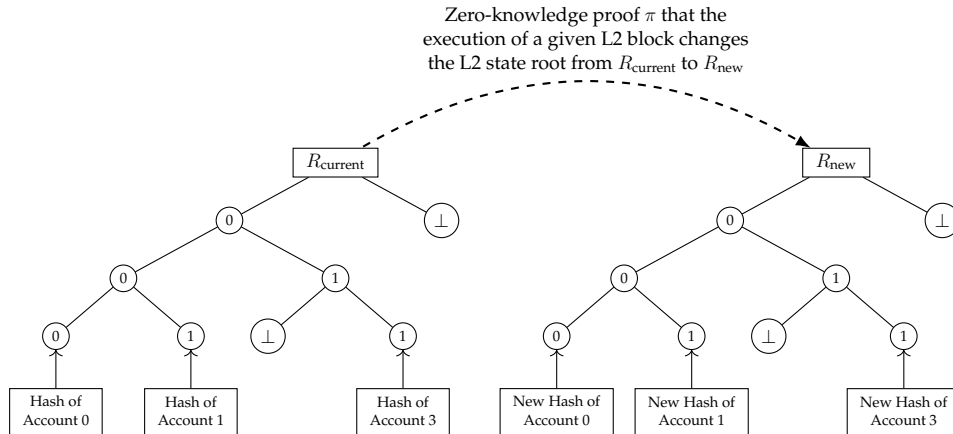 Zero-knowledge proof π that the
execution of a given L2 block changes
the L2 state root from R_current to R_new
R_current
R_new
0
⊥
0
⊥
0
1
0
1
0
1
⊥
1
0
1
⊥
1
Hash of
Account 0
Hash of
Account 1
Hash of
Account 3
New Hash of
Account 0
New Hash of
Account 1
New Hash of
Account 3